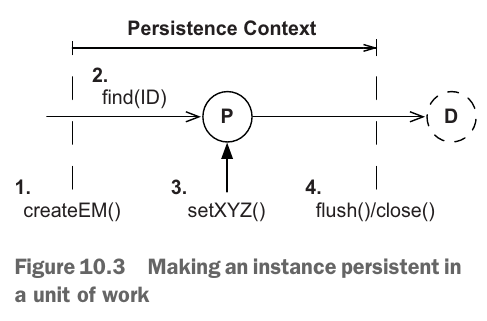 Persistence Context
2.
find(ID)
P
D
1.
3.
4.
createEM()
setXYZ()
flush()/close()
Figure 10.3 Making an instance persistent in
a unit of work